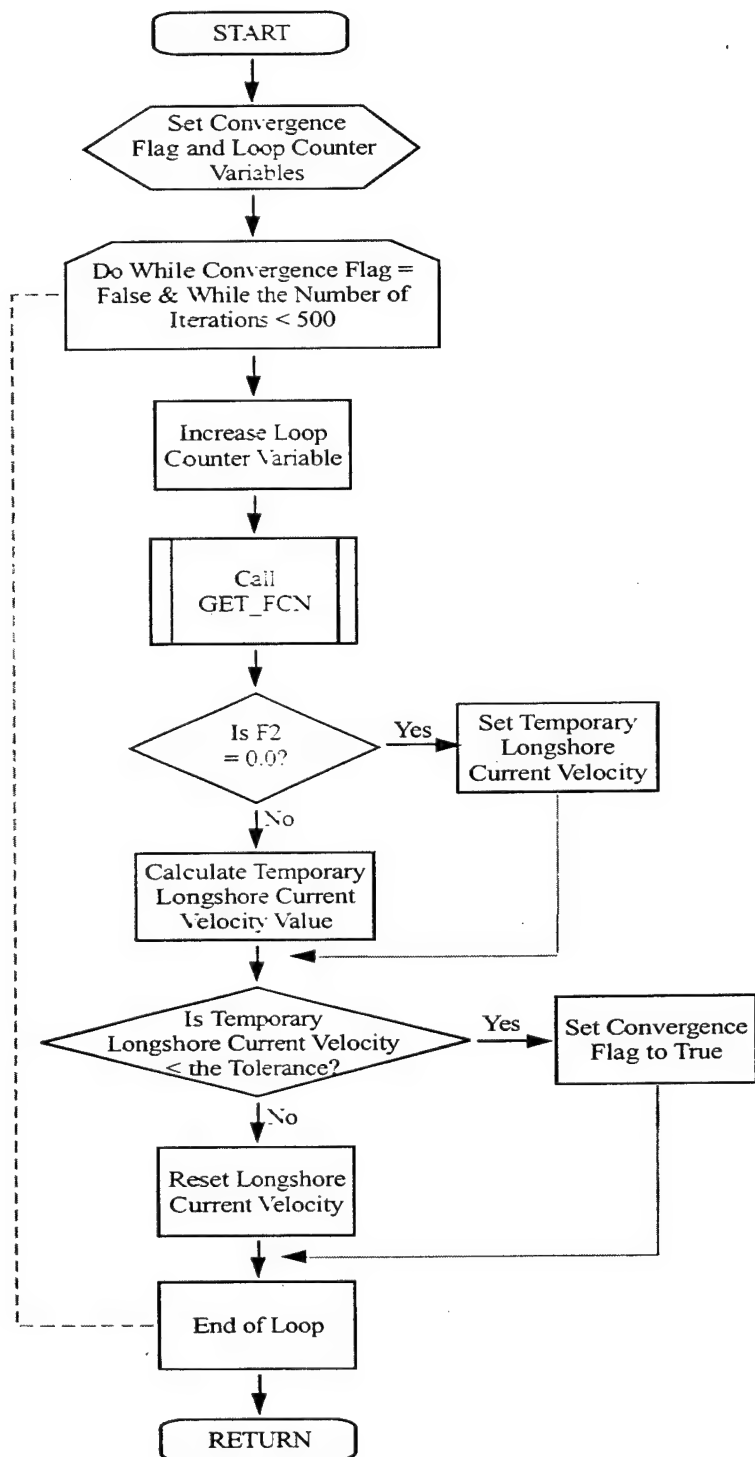 START
Set Convergence
Flag and Loop Counter
Variables
Do While Convergence Flag =
False & While the Number of
Iterations < 500
Increase Loop
Counter Variable
Call
GET_FCN
Is F2
= 0.0?
Yes
Set Temporary
Longshore
Current Velocity
No
Calculate Temporary
Longshore Current
Velocity Value
Is Temporary
Longshore Current Velocity
< the Tolerance?
Yes
Set Convergence
Flag to True
No
Reset Longshore
Current Velocity
End of Loop
RETURN